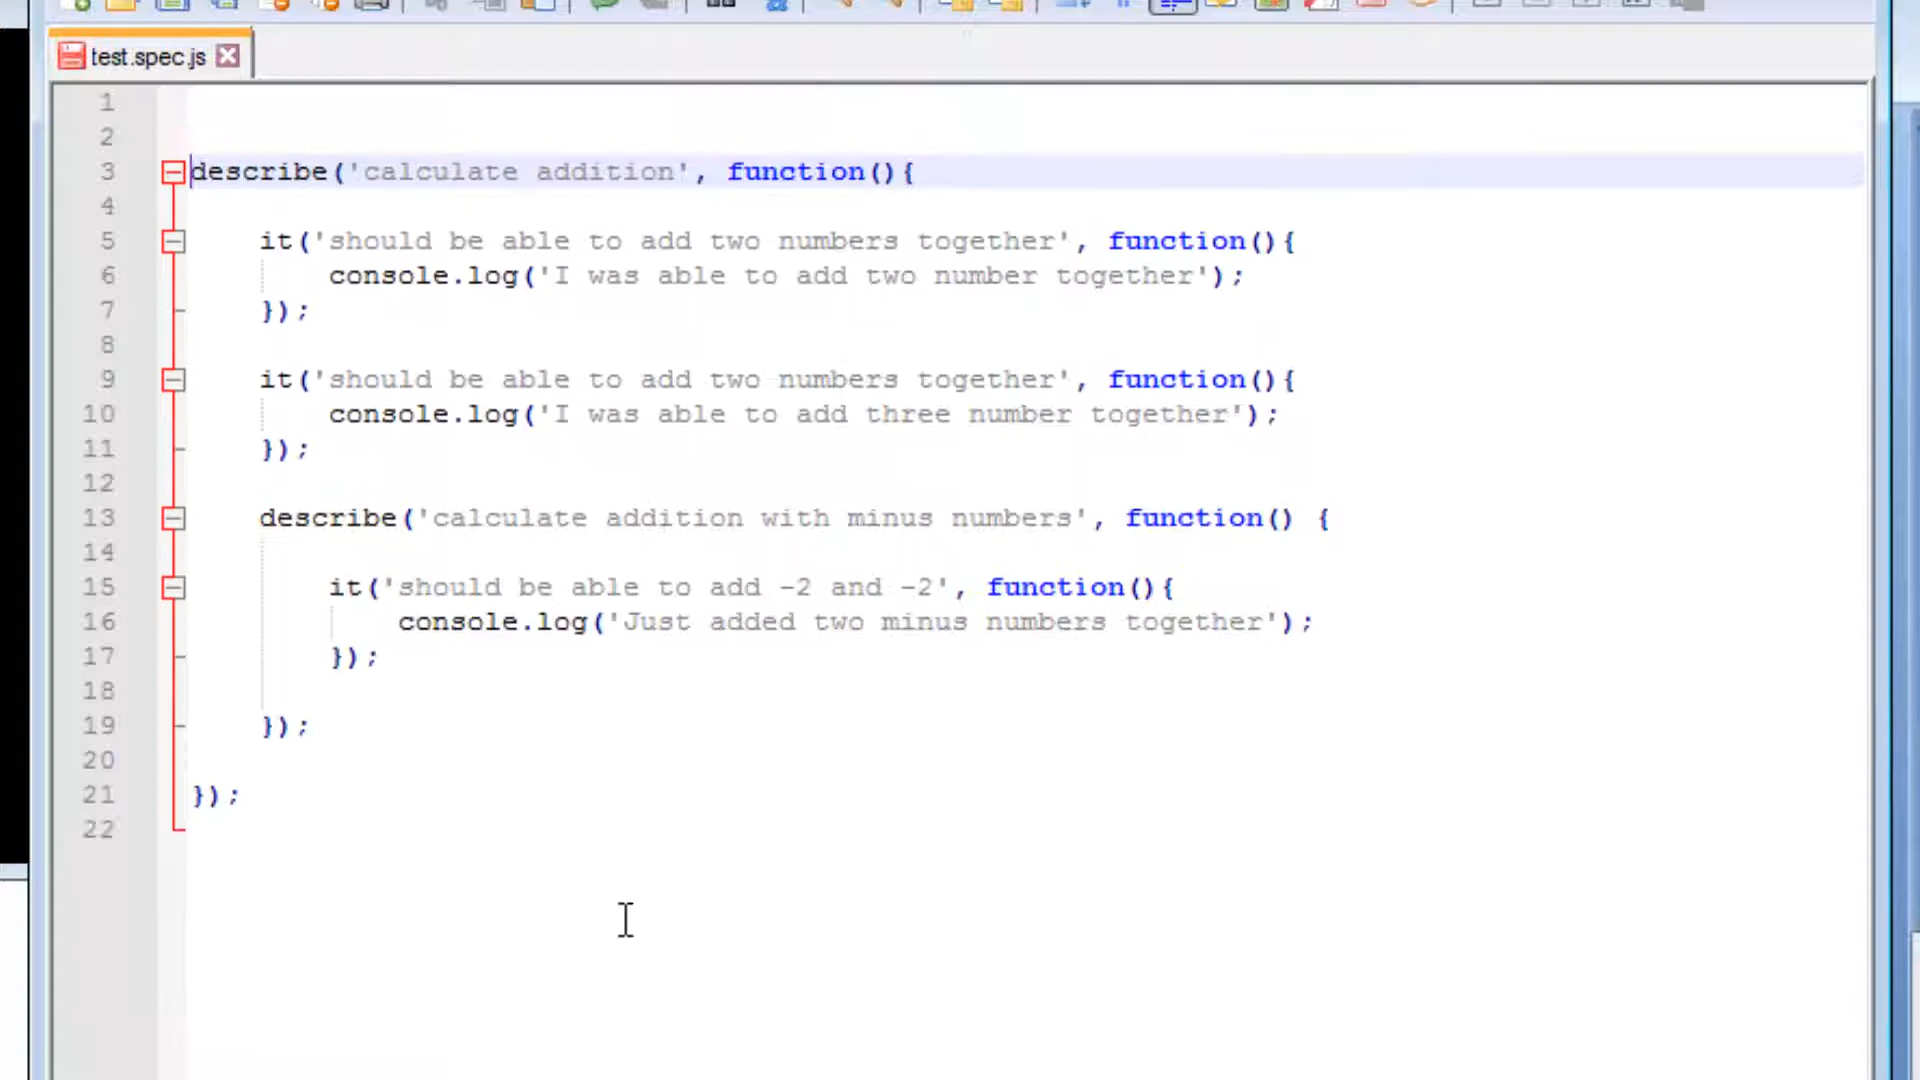 test.spec.js
1
2
3 describe('calculate addition', function(){
4
5 it('should be able to add two numbers together', function(){
6 console.log('I was able to add two number together');
7 });
8
9 it('should be able to add two numbers together', function(){
10 console.log('I was able to add three number together');
11 });
12
13 describe('calculate addition with minus numbers', function() {
14
15 it('should be able to add -2 and -2', function(){
16 console.log('Just added two minus numbers together');
17 });
18
19 });
20
21 });
22